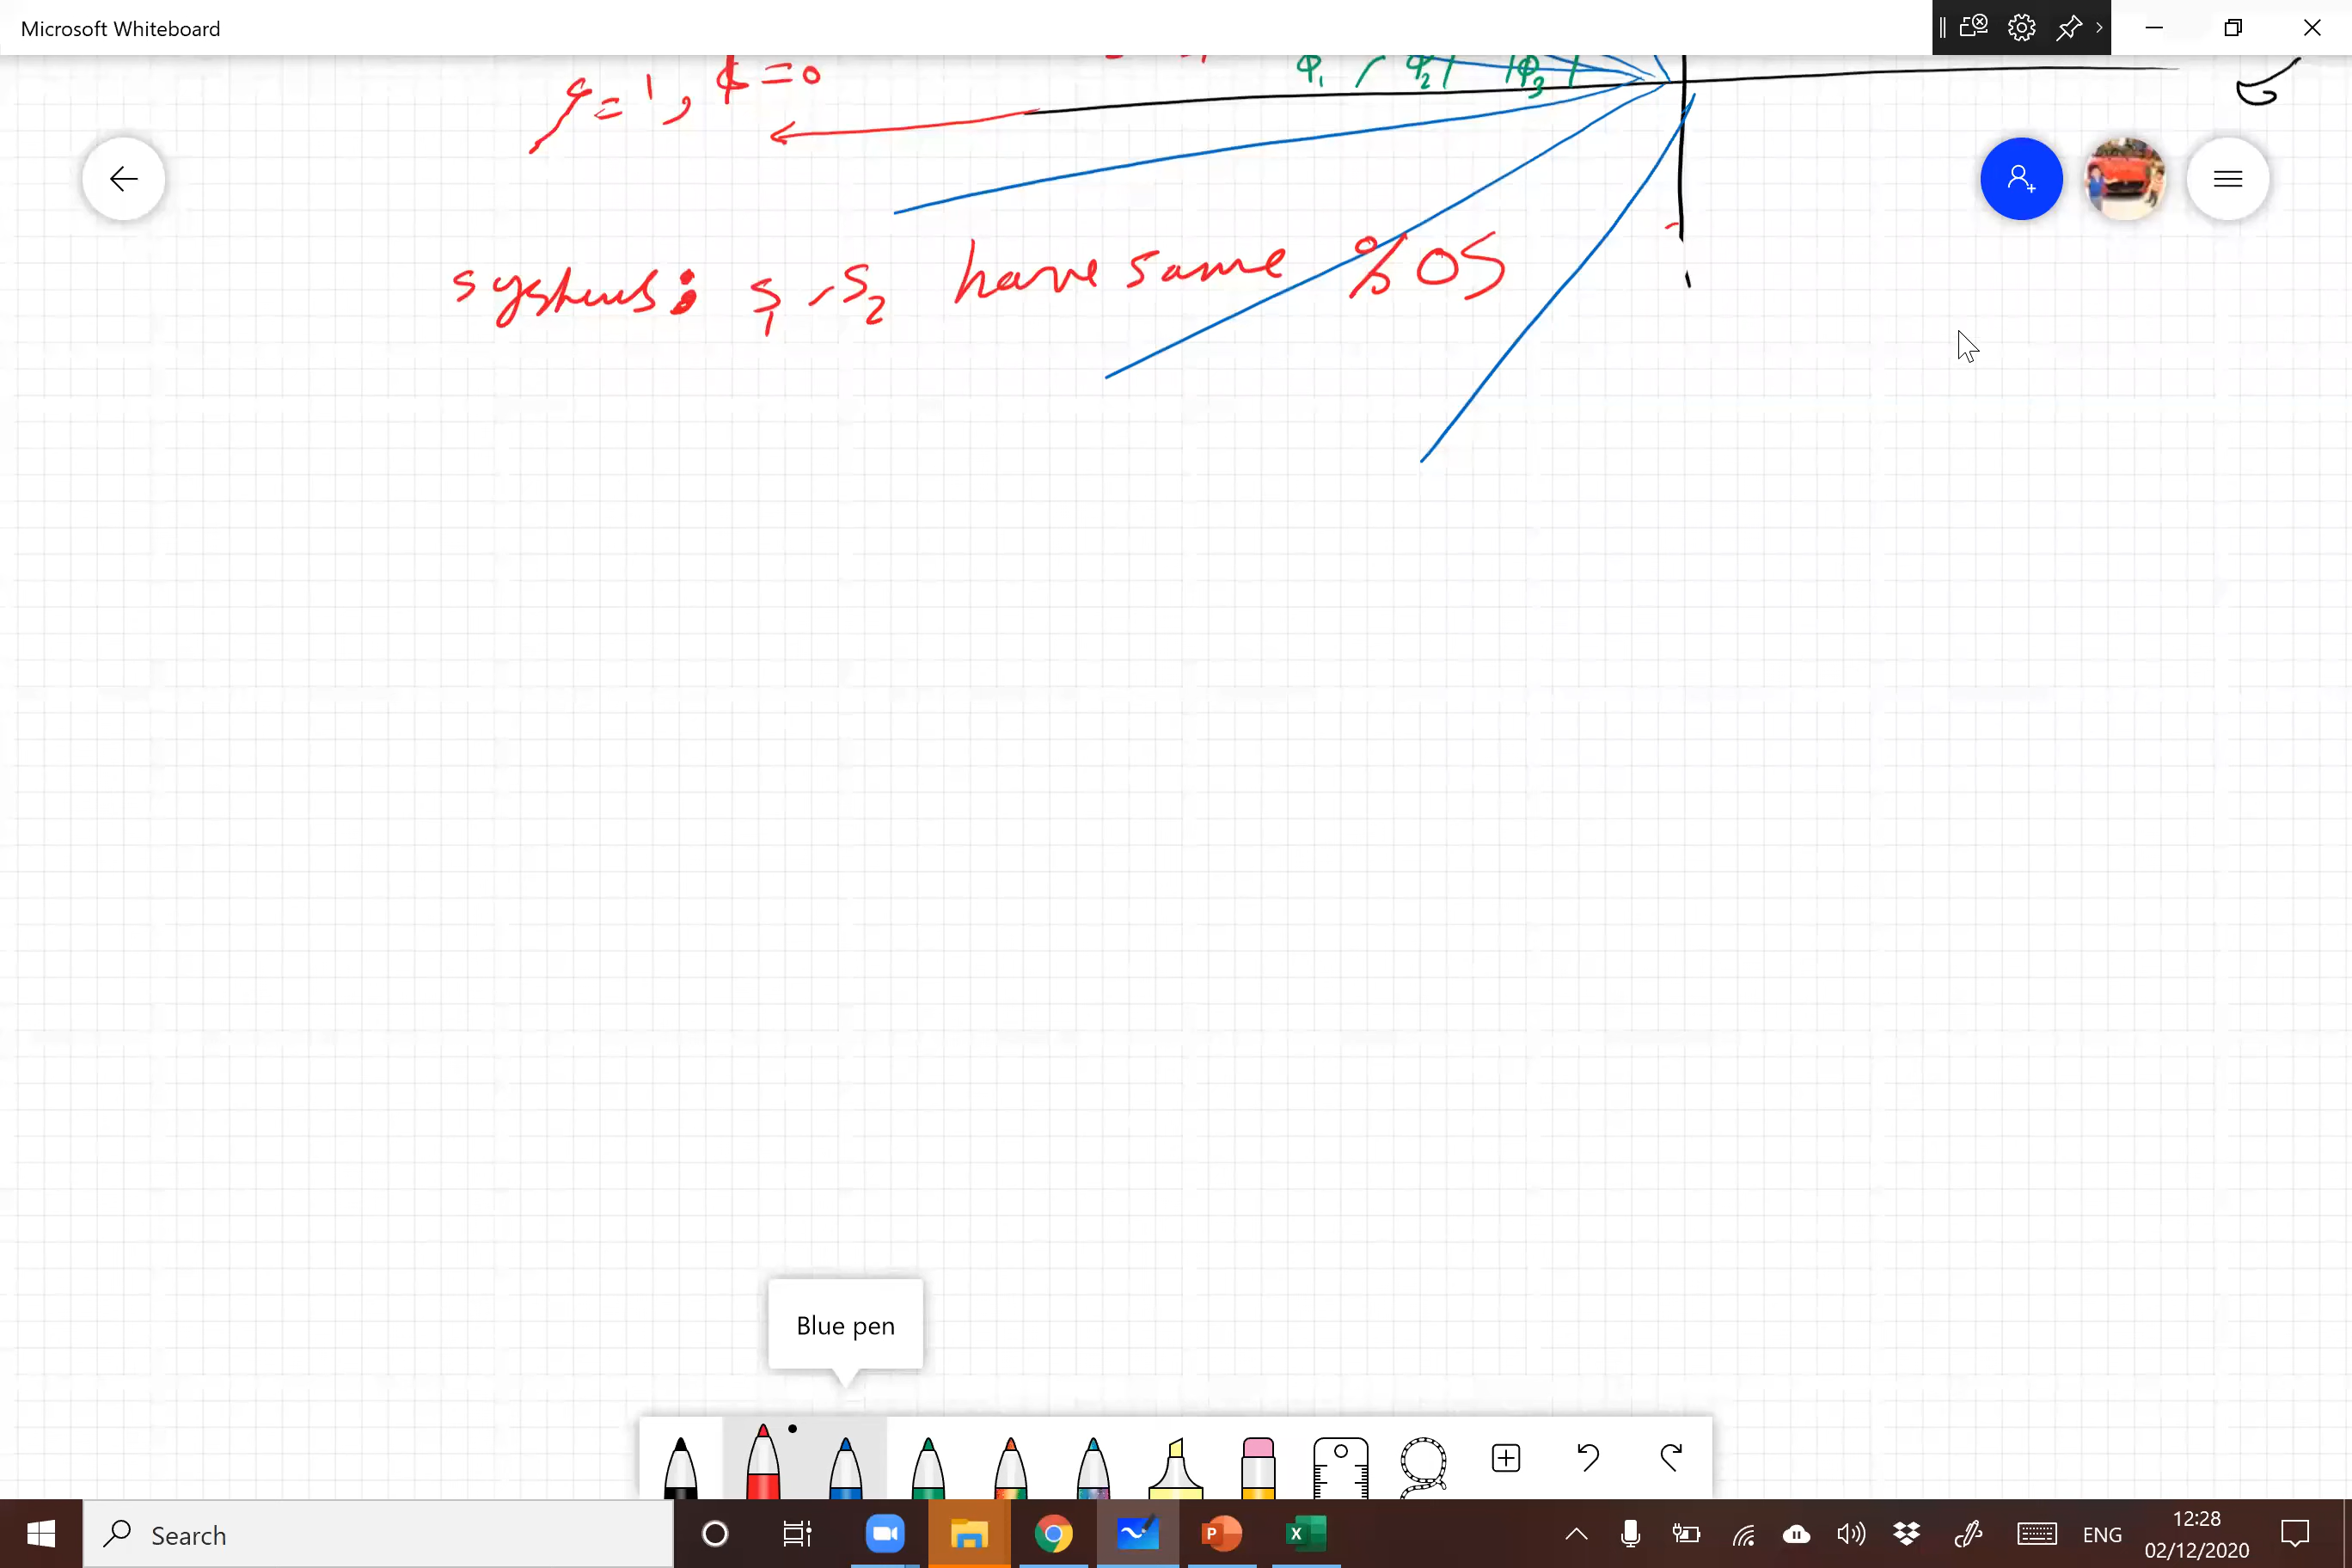 Microsoft Whiteboard
φ₁ φ₂ φ₃
ζ = 1, φ = 0
σ
systems: s₁, s₂ have same % OS
Blue pen
Search
P
X
ENG
12:28
02/12/2020